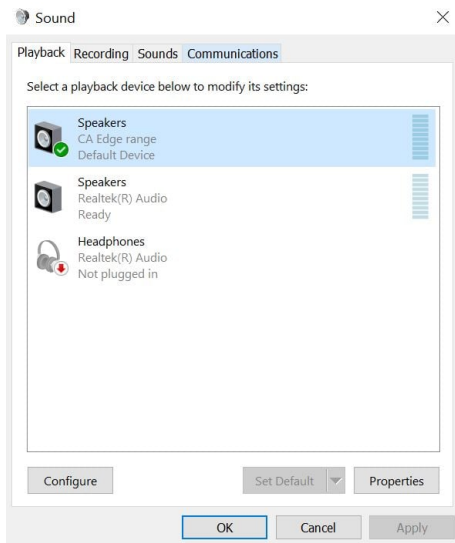 Sound
Playback Recording Sounds Communications
Select a playback device below to modify its settings:
Speakers
CA Edge range
Default Device
Speakers
Realtek(R) Audio
Ready
Headphones
Realtek(R) Audio
Not plugged in
Configure Set Default Properties
OK Cancel Apply